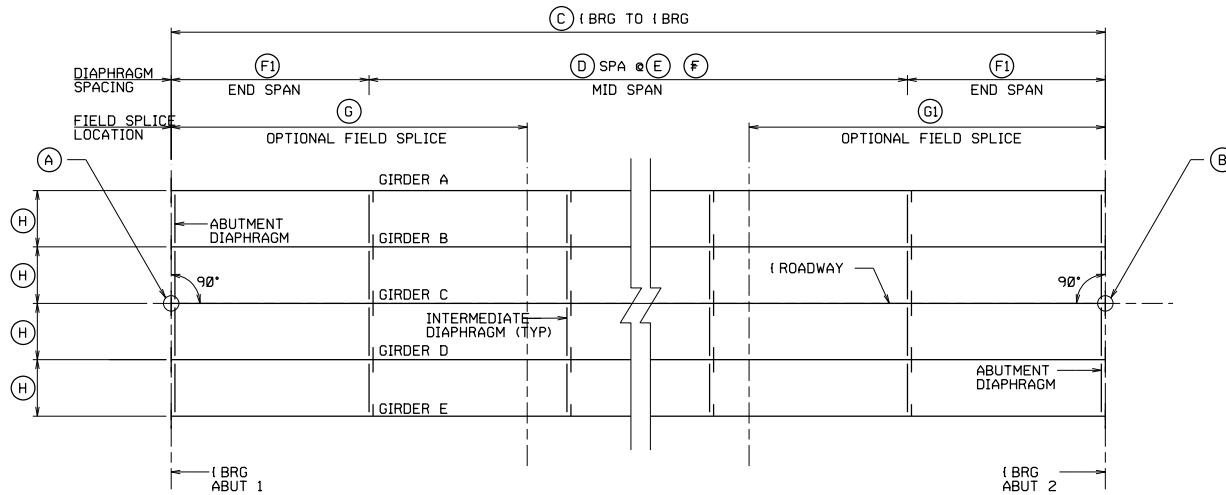 C { BRG TO { BRG
DIAPHRAGM
SPACING
F1
END SPAN
D SPA @ E F
MID SPAN
F1
END SPAN
FIELD SPLICE
LOCATION
G
OPTIONAL FIELD SPLICE
G1
OPTIONAL FIELD SPLICE
A
B
GIRDER A
H
ABUTMENT
DIAPHRAGM
GIRDER B
H
90°
{ ROADWAY
90°
GIRDER C
H
INTERMEDIATE
DIAPHRAGM (TYP)
GIRDER D
H
ABUTMENT
DIAPHRAGM
GIRDER E
{ BRG
ABUT 1
{ BRG
ABUT 2